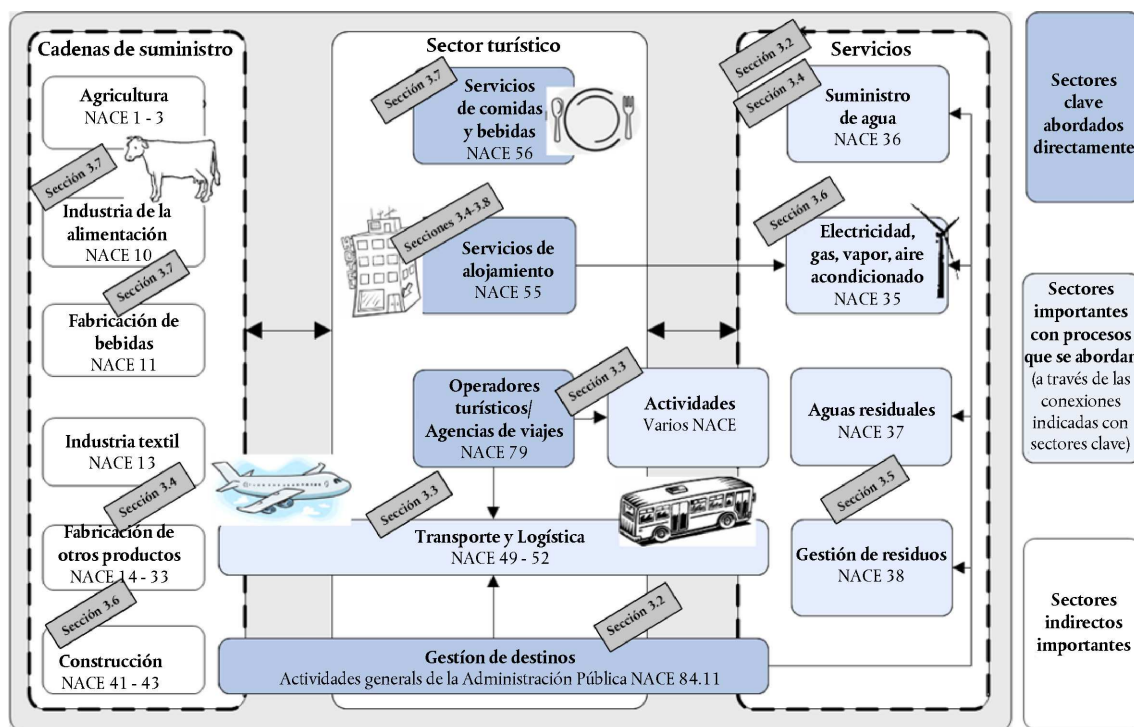 Cadenas de suministro
Agricultura
NACE 1 - 3
Sección 3.7
Industria de la
alimentación
NACE 10
Sección 3.7
Fabricación de
bebidas
NACE 11
Industria textil
NACE 13
Sección 3.4
Fabricación de
otros productos
NACE 14 - 33
Sección 3.6
Construcción
NACE 41 - 43
Sector turístico
Sección 3.7
Servicios
de comidas
y bebidas
NACE 56
Secciones 3.4-3.8
Servicios de
alojamiento
NACE 55
Operadores
turísticos/
Agencias de viajes
NACE 79
Sección 3.3
Actividades
Varios NACE
Sección 3.3
Transporte y Logística
NACE 49 - 52
Sección 3.2
Gestíon de destinos
Actividades generals de la Administración Pública NACE 84.11
Servicios
Sección 3.2
Sección 3.4
Suministro
de agua
NACE 36
Sección 3.6
Electricidad,
gas, vapor, aire
acondicionado
NACE 35
Aguas residuales
NACE 37
Sección 3.5
Gestión de residuos
NACE 38
Sectores
clave
abordados
directamente
Sectores
importantes
con procesos
que se abordan
(a través de las
conexiones
indicadas con
sectores clave)
Sectores
indirectos
importantes